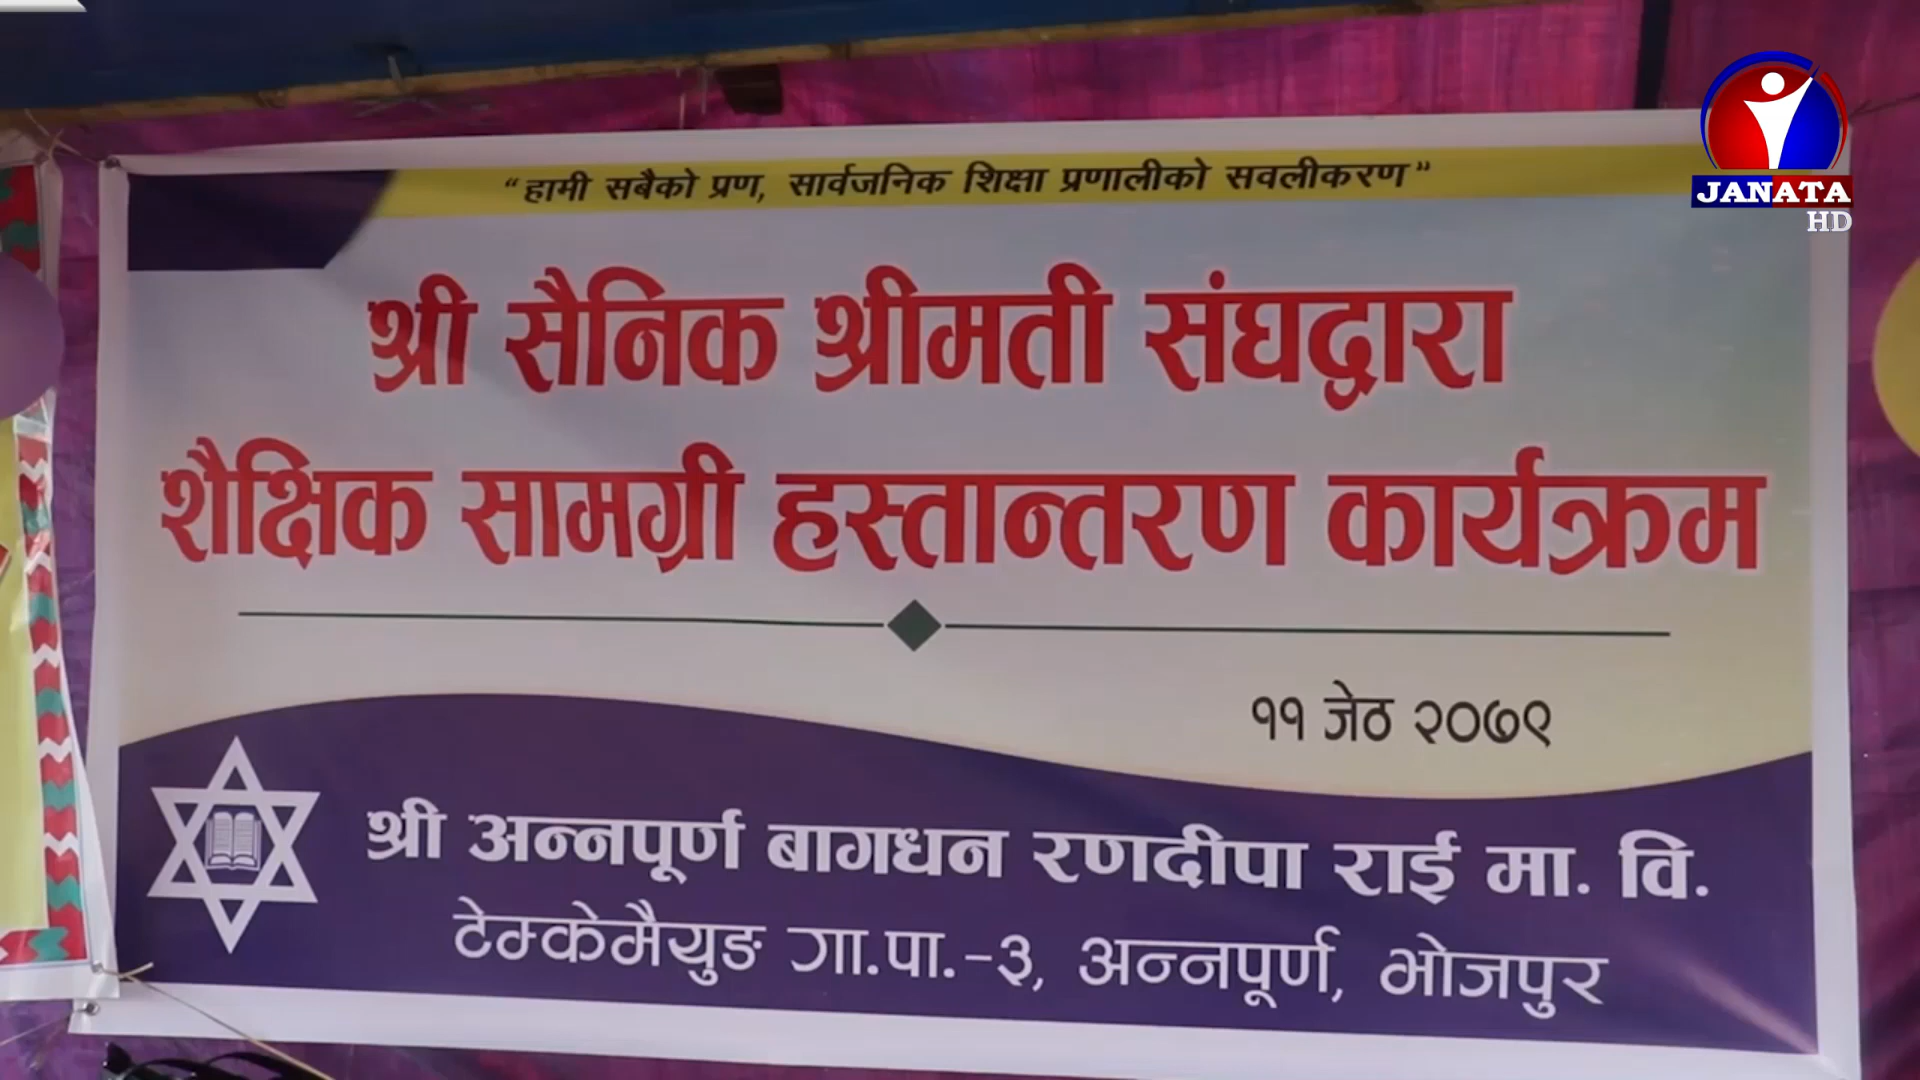 “हामी सबैको प्रण, सार्वजनिक शिक्षा प्रणालीको सवलीकरण”
श्री सैनिक श्रीमती संघद्वारा
शैक्षिक सामग्री हस्तान्तरण कार्यक्रम
११ जेठ २०७९
श्री अन्नपूर्ण बागधन रणदीपा राई मा. वि.
टेम्केमैयुङ गा.पा.-३, अन्नपूर्ण, भोजपुर
JANATA
HD